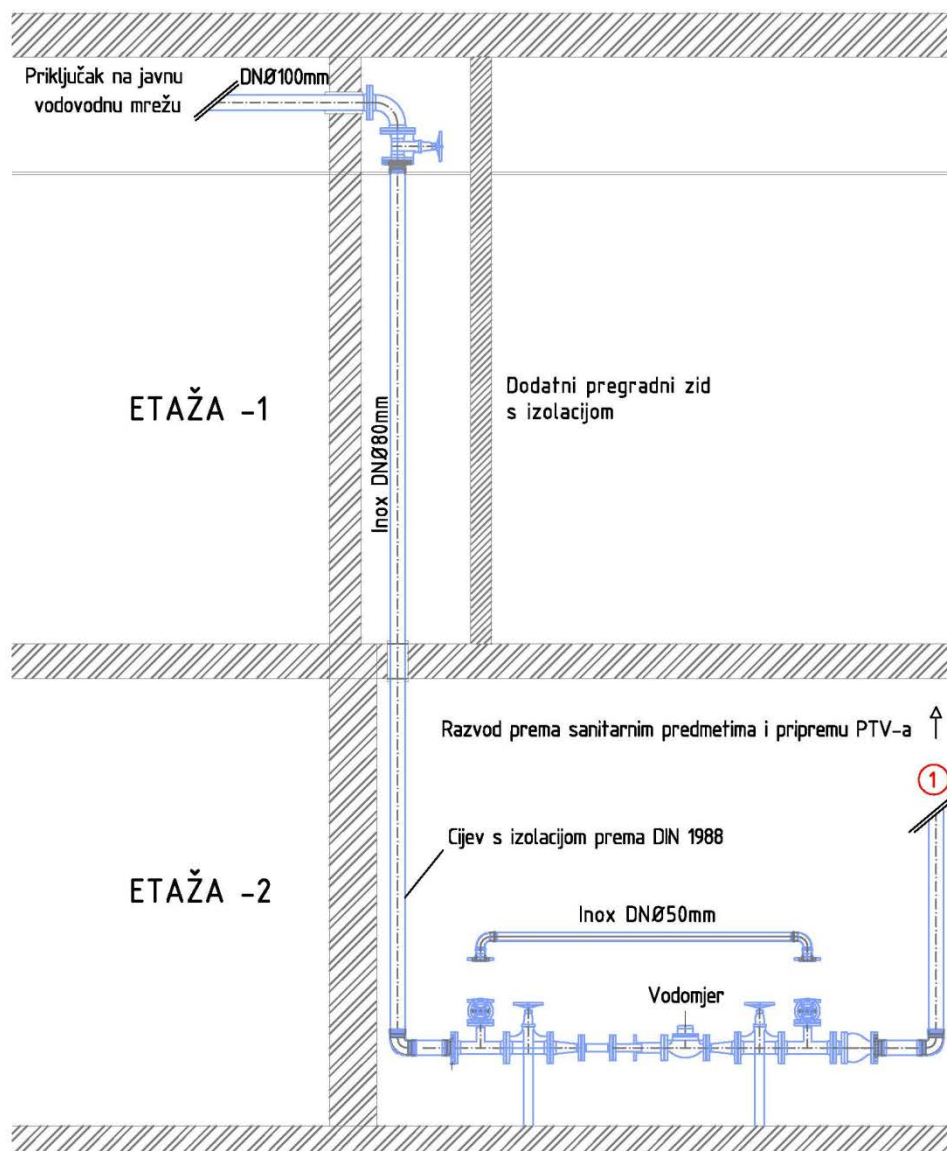 Priključak na javnu
vodovodnu mrežu
DNØ100mm
ETAŽA -1
Inox DNØ80mm
Dodatni pregradni zid
s izolacijom
Razvod prema sanitarnim predmetima i pripremu PTV-a
1
Cijev s izolacijom prema DIN 1988
ETAŽA -2
Inox DNØ50mm
Vodomjer